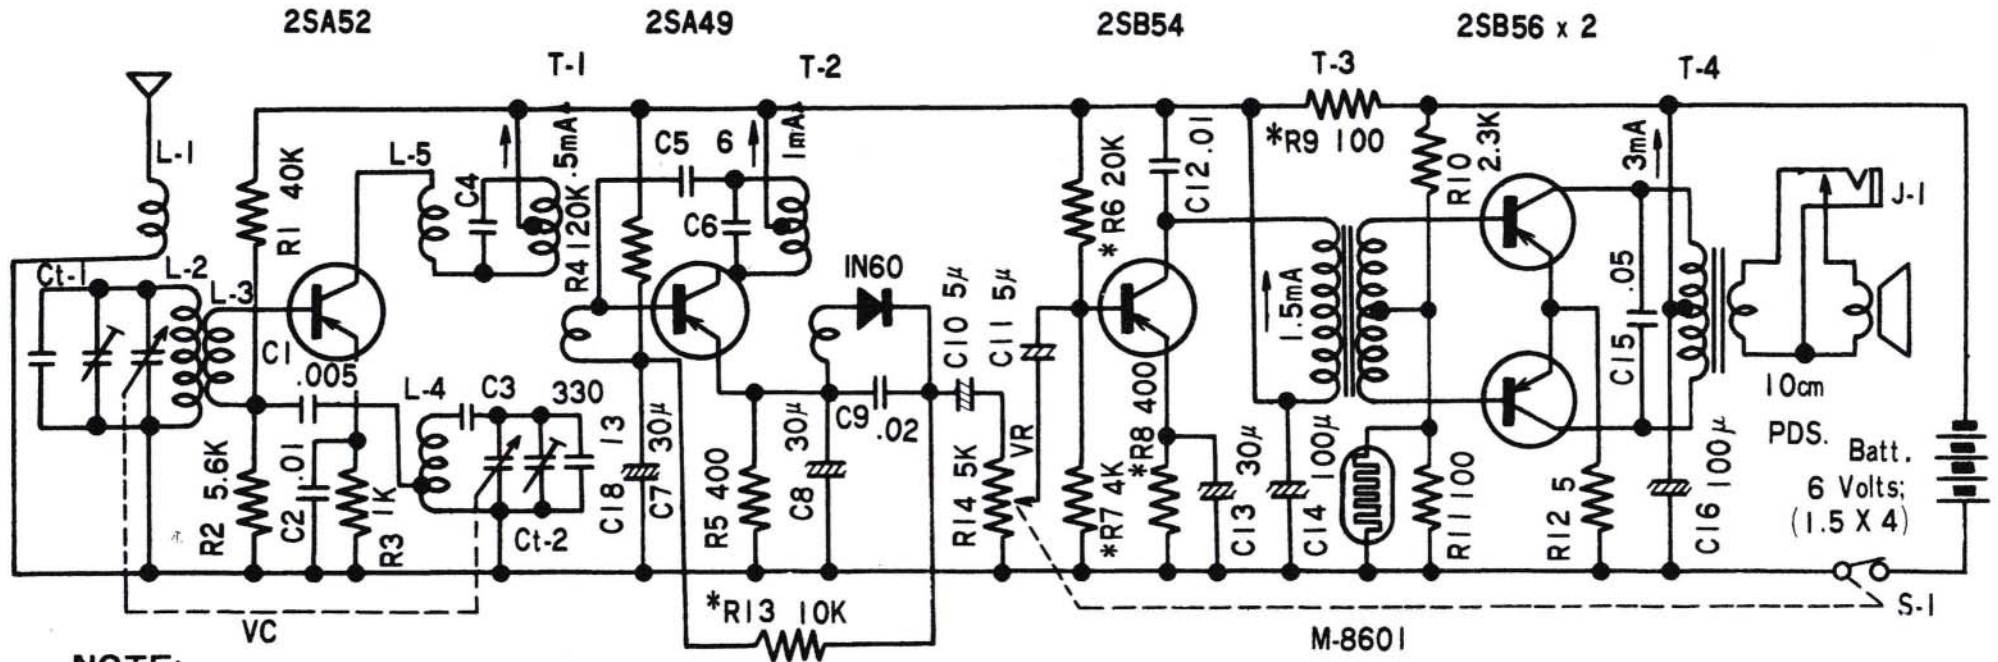 2SA52
2SA49
2SB54
2SB56 x 2
T-1
T-2
T-3
T-4
L-1
R1 40K
L-5
C4
.5mA
R4 120K
C5
6
1mA
C6
*R6 20K
C12 .01
*R9 100
R10 2.3K
3mA
J-1
Ct-1
L-2
L-3
C1
.005
1N60
C10 5μ
C11 5μ
1.5mA
C15 .05
L-4
C3
330
13
C9 .02
VR
*R8 400
10cm
PDS.
R2 5.6K
C2 .01
1K
R3
Ct-2
C18
C7 30μ
R5 400
C8 30μ
R14 5K
*R7 4K
C13 30μ
C14 100μ
R11 100
R12 5
C16 100μ
Batt.
6 Volts;
(1.5 X 4)
*R13 10K
S-1
VC
M-8601
NOTE: